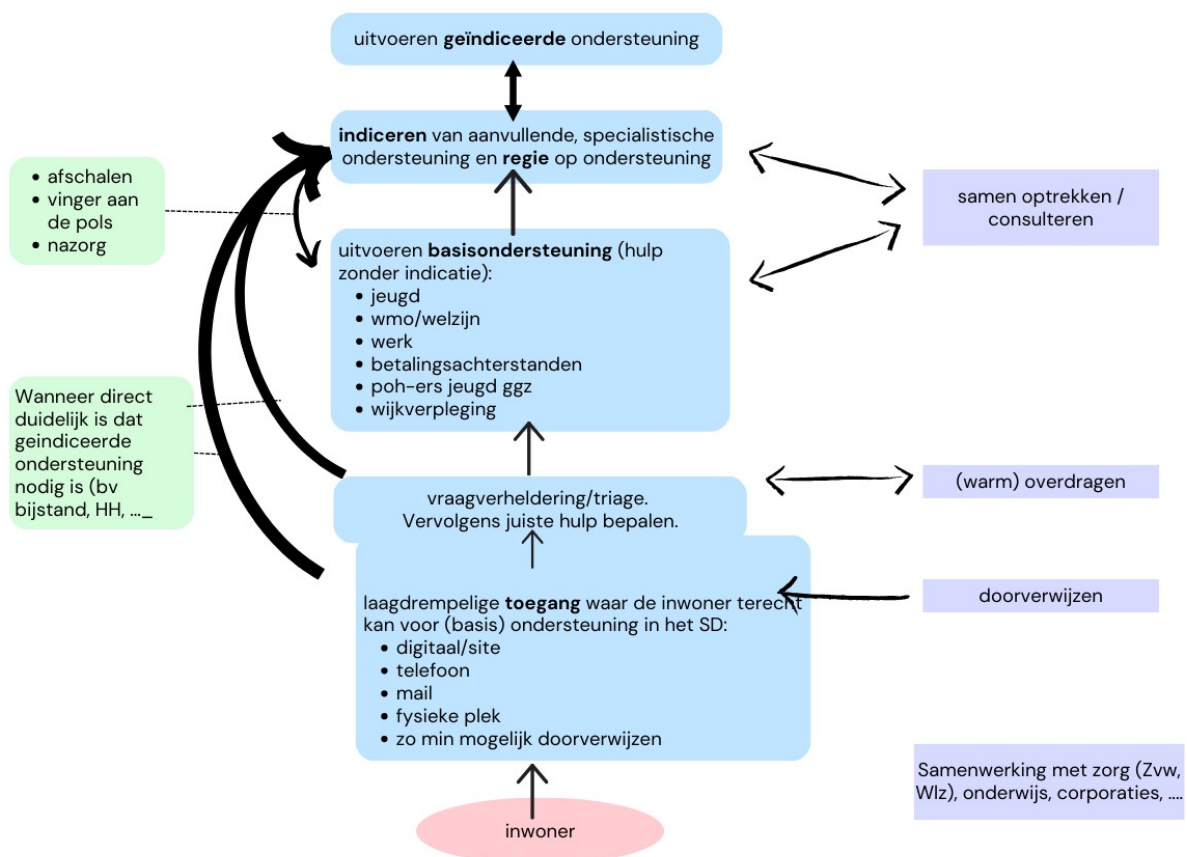 uitvoeren geïndiceerde ondersteuning
indiceren van aanvullende, specialistische
ondersteuning en regie op ondersteuning
• afschalen
• vinger aan
de pols
• nazorg
samen optrekken /
consulteren
uitvoeren basisondersteuning (hulp
zonder indicatie):
• jeugd
• wmo/welzijn
• werk
• betalingsachterstanden
• poh-ers jeugd ggz
• wijkverpleging
Wanneer direct
duidelijk is dat
geindiceerde
ondersteuning
nodig is (bv
bijstand, HH, ..._
vraagverheldering/triage.
Vervolgens juiste hulp bepalen.
(warm) overdragen
laagdrempelige toegang waar de inwoner terecht
kan voor (basis) ondersteuning in het SD:
• digitaal/site
• telefoon
• mail
• fysieke plek
• zo min mogelijk doorverwijzen
doorverwijzen
Samenwerking met zorg (Zvw,
Wlz), onderwijs, corporaties, ....
inwoner